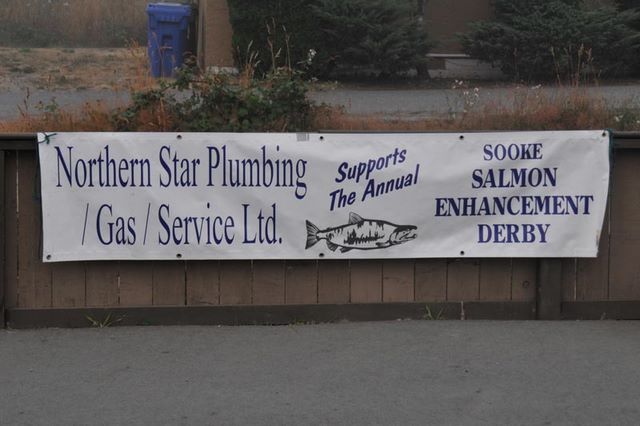 Northern Star Plumbing
/ Gas / Service Ltd.
Supports
The Annual
SOOKE
SALMON
ENHANCEMENT
DERBY